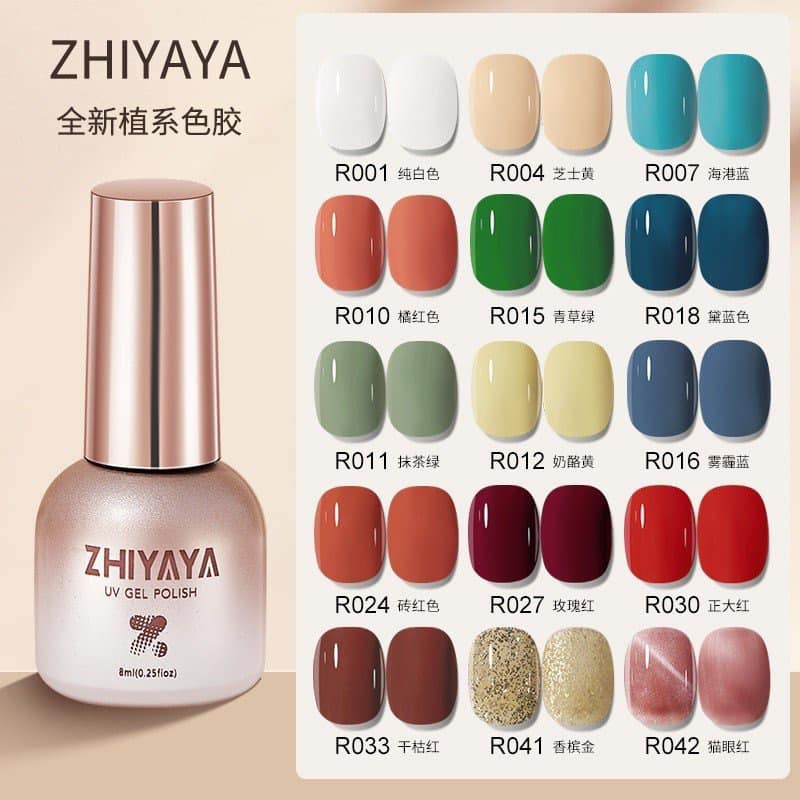 ZHIYAYA
全新植系色胶
ZHIYAYA
UV GEL POLISH
8ml(0.25floz)
R001 纯白色
R004 芝士黄
R007 海港蓝
R010 橘红色
R015 青草绿
R018 黛蓝色
R011 抹茶绿
R012 奶酪黄
R016 雾霾蓝
R024 砖红色
R027 玫瑰红
R030 正大红
R033 干枯红
R041 香槟金
R042 猫眼红